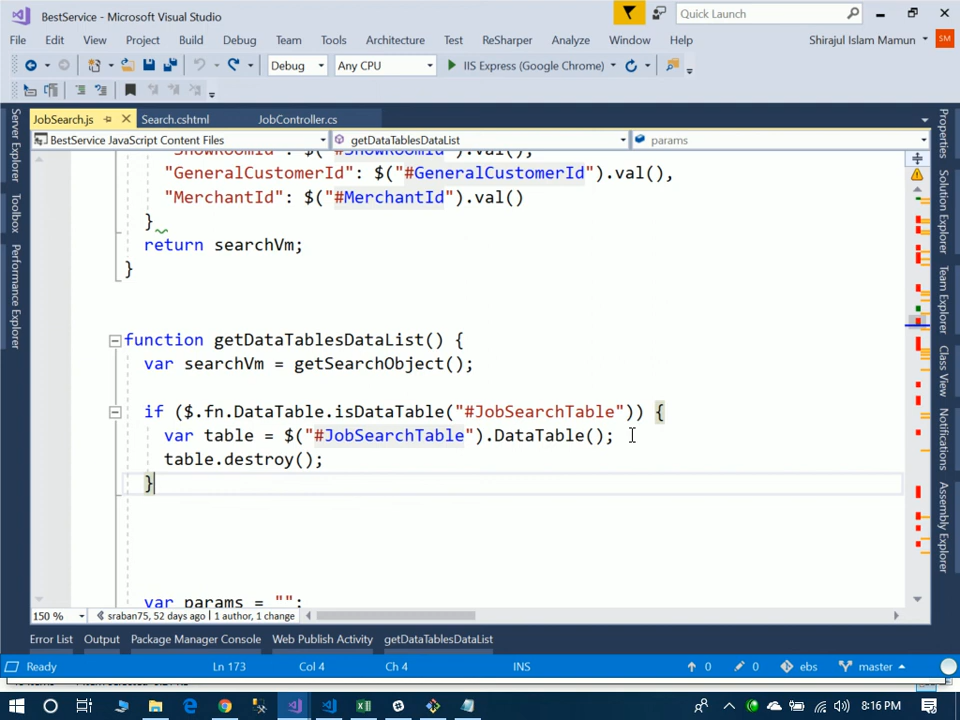 BestService - Microsoft Visual Studio
Quick Launch
File Edit View Project Build Debug Team Tools Architecture Test ReSharper Analyze Window Help Shirajul Islam Mamun SM
Debug Any CPU IIS Express (Google Chrome)
JobSearch.js Search.cshtml JobController.cs
BestService JavaScript Content Files getDataTablesDataList params
"ShowRoomId": $("#ShowRoomId").val(),
"GeneralCustomerId": $("#GeneralCustomerId").val(),
"MerchantId": $("#MerchantId").val()
}
return searchVm;
}
function getDataTablesDataList() {
var searchVm = getSearchObject();
if ($.fn.DataTable.isDataTable("#JobSearchTable")) {
var table = $("#JobSearchTable").DataTable();
table.destroy();
}
var params = "";
150 % sraban75, 52 days ago | 1 author, 1 change
Error List Output Package Manager Console Web Publish Activity getDataTablesDataList
Ready Ln 173 Col 4 Ch 4 INS 0 0 ebs master
8:16 PM
Server Explorer
Toolbox
Performance Explorer
Properties
Solution Explorer
Team Explorer
Class View
Notifications
Assembly Explorer